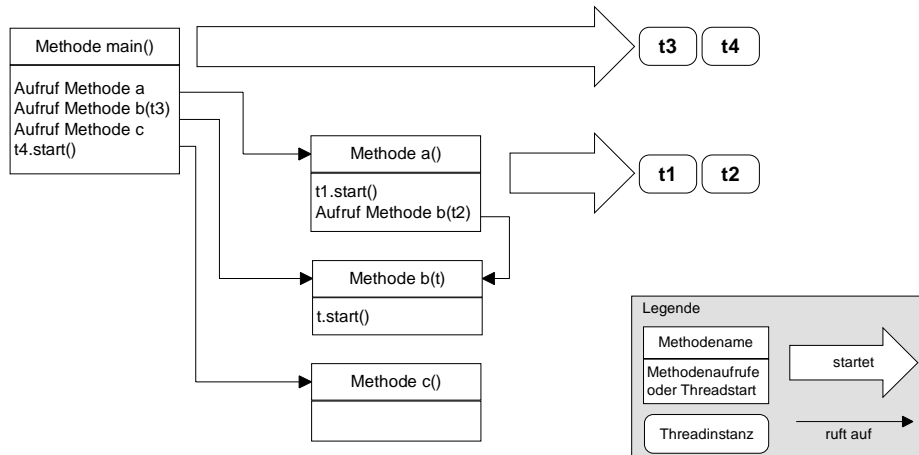 Methode main()
Aufruf Methode a
Aufruf Methode b(t3)
Aufruf Methode c
t4.start()
t3
t4
Methode a()
t1.start()
Aufruf Methode b(t2)
t1
t2
Methode b(t)
t.start()
Methode c()
Legende
Methodenname
Methodenaufrufe
oder Threadstart
startet
Threadinstanz
ruft auf